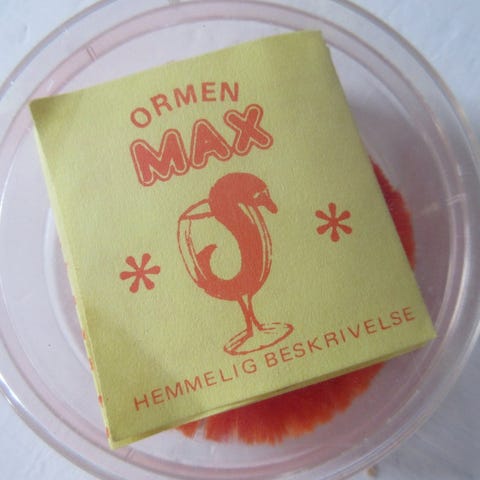 ORMEN
MAX
* *
HEMMELIG BESKRIVELSE